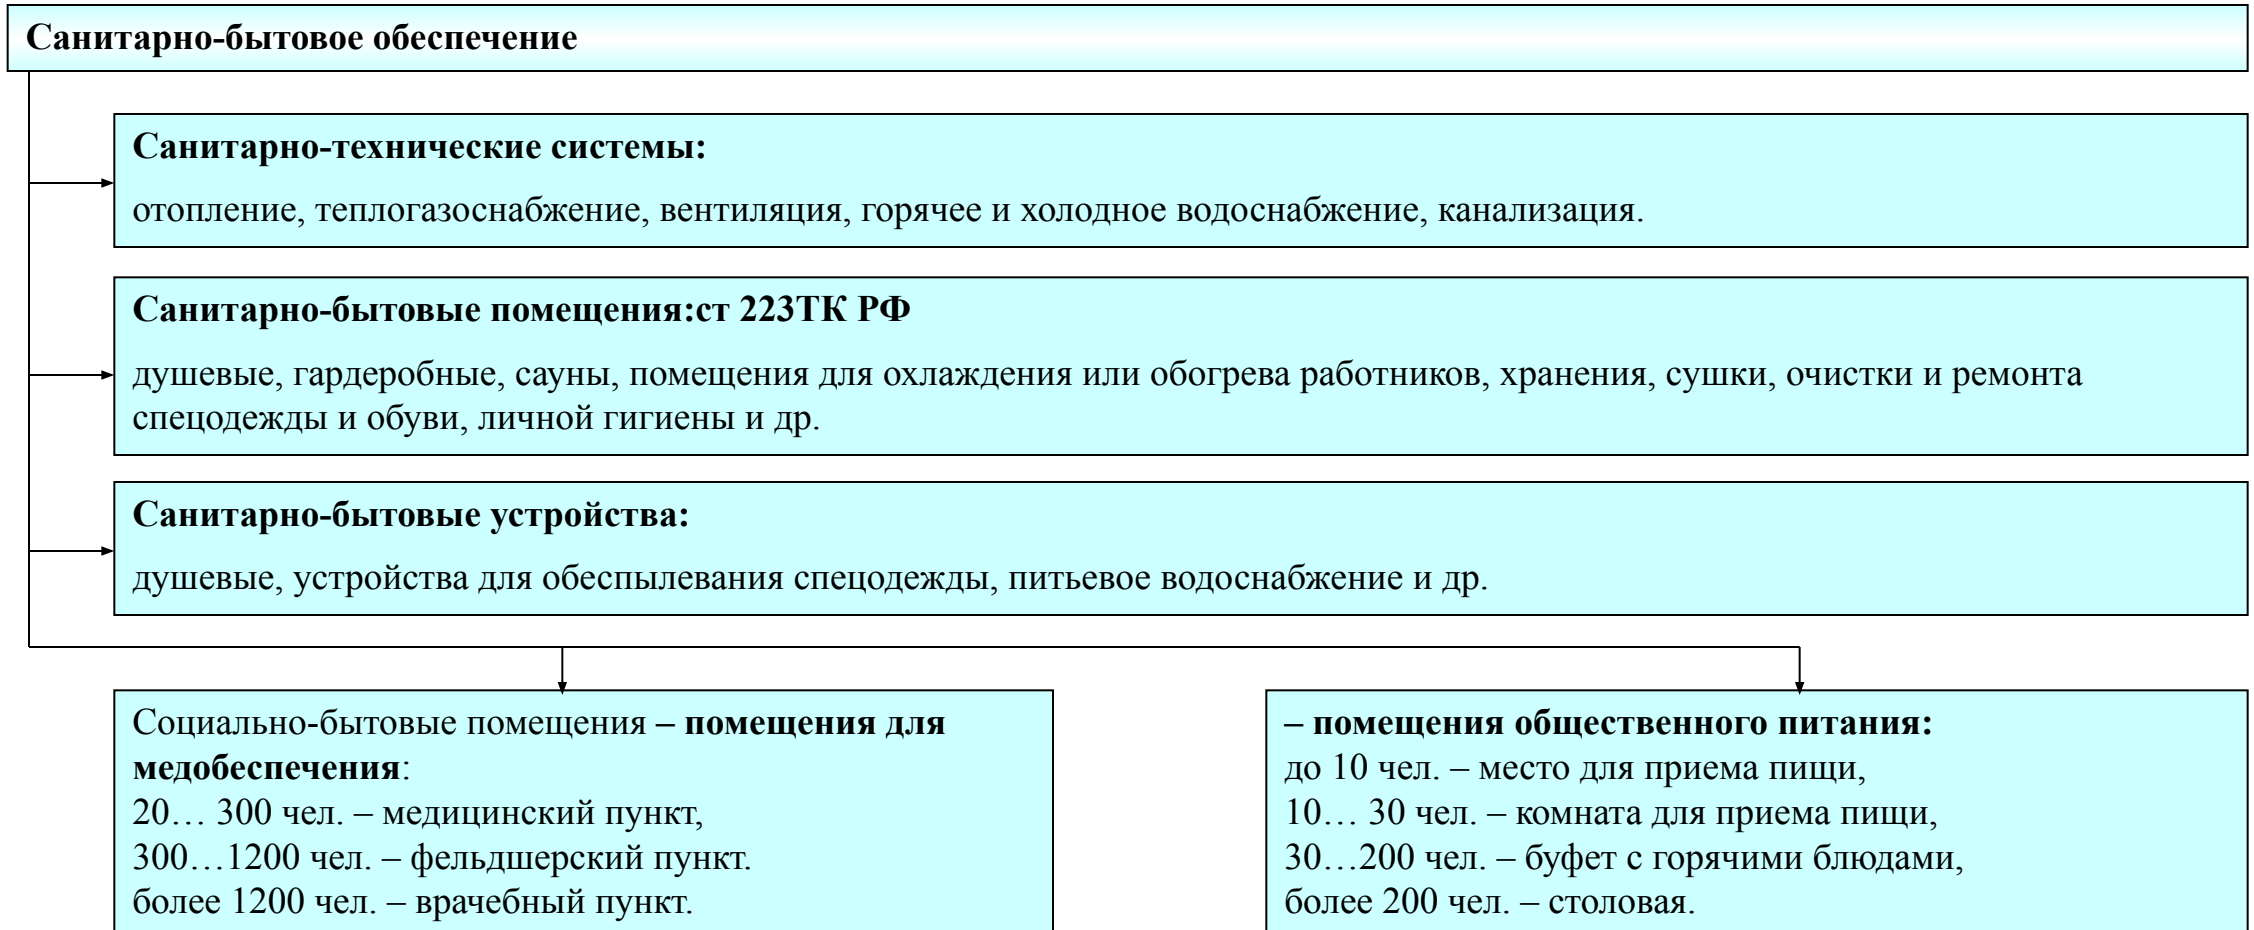 Санитарно-бытовое обеспечение
Санитарно-технические системы:
отопление, теплогазоснабжение, вентиляция, горячее и холодное водоснабжение, канализация.
Санитарно-бытовые помещения:ст 223ТК РФ
душевые, гардеробные, сауны, помещения для охлаждения или обогрева работников, хранения, сушки, очистки и ремонта
спецодежды и обуви, личной гигиены и др.
Санитарно-бытовые устройства:
душевые, устройства для обеспылевания спецодежды, питьевое водоснабжение и др.
Социально-бытовые помещения – помещения для
медобеспечения:
20… 300 чел. – медицинский пункт,
300…1200 чел. – фельдшерский пункт.
более 1200 чел. – врачебный пункт.
– помещения общественного питания:
до 10 чел. – место для приема пищи,
10… 30 чел. – комната для приема пищи,
30…200 чел. – буфет с горячими блюдами,
более 200 чел. – столовая.